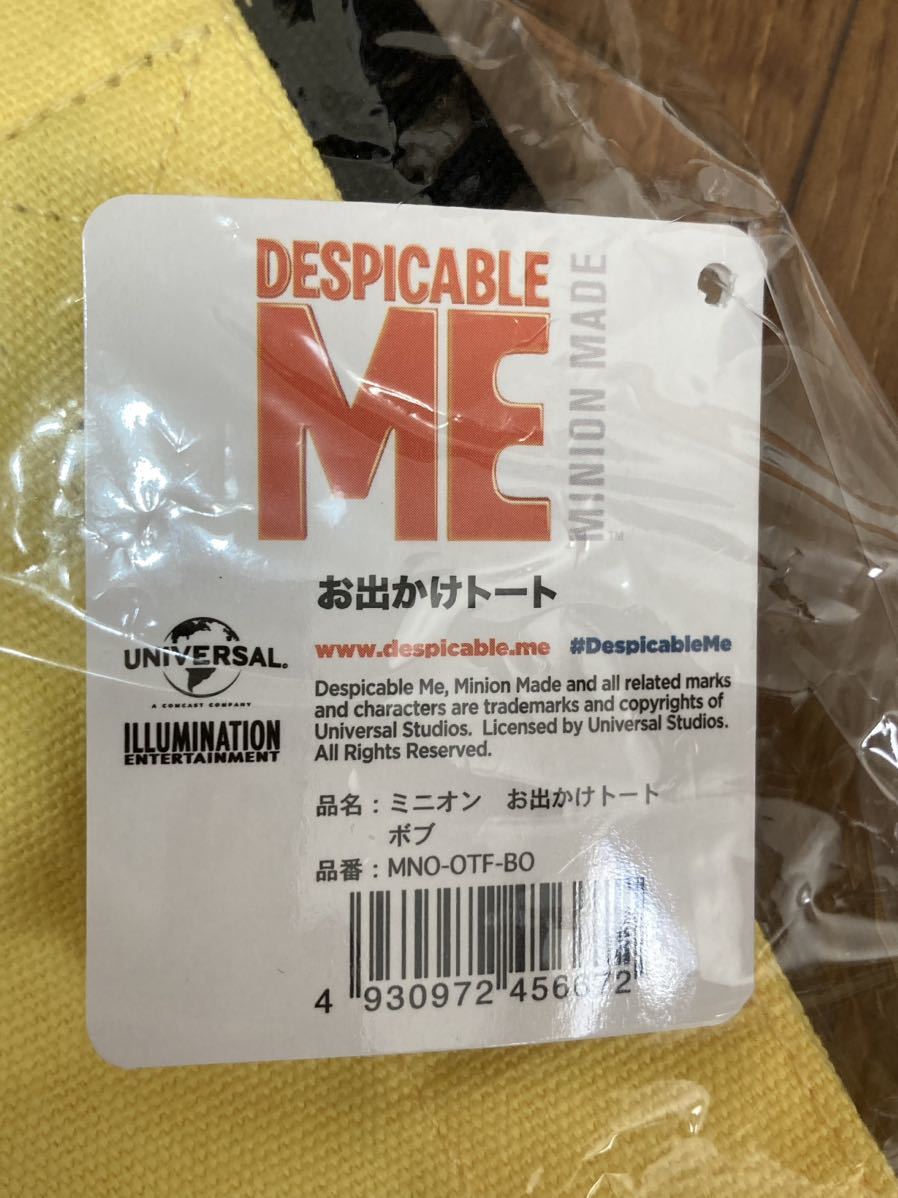 DESPICABLE
ME
MINION MADE
TM
お出かけトート
www.despicable.me #DespicableMe
UNIVERSAL®
A COMCAST COMPANY
ILLUMINATION
ENTERTAINMENT
Despicable Me, Minion Made and all related marks
and characters are trademarks and copyrights of
Universal Studios. Licensed by Universal Studios.
All Rights Reserved.
品名：ミニオン　お出かけトート
ボブ
品番：MNO-OTF-BO
4 930972 456672